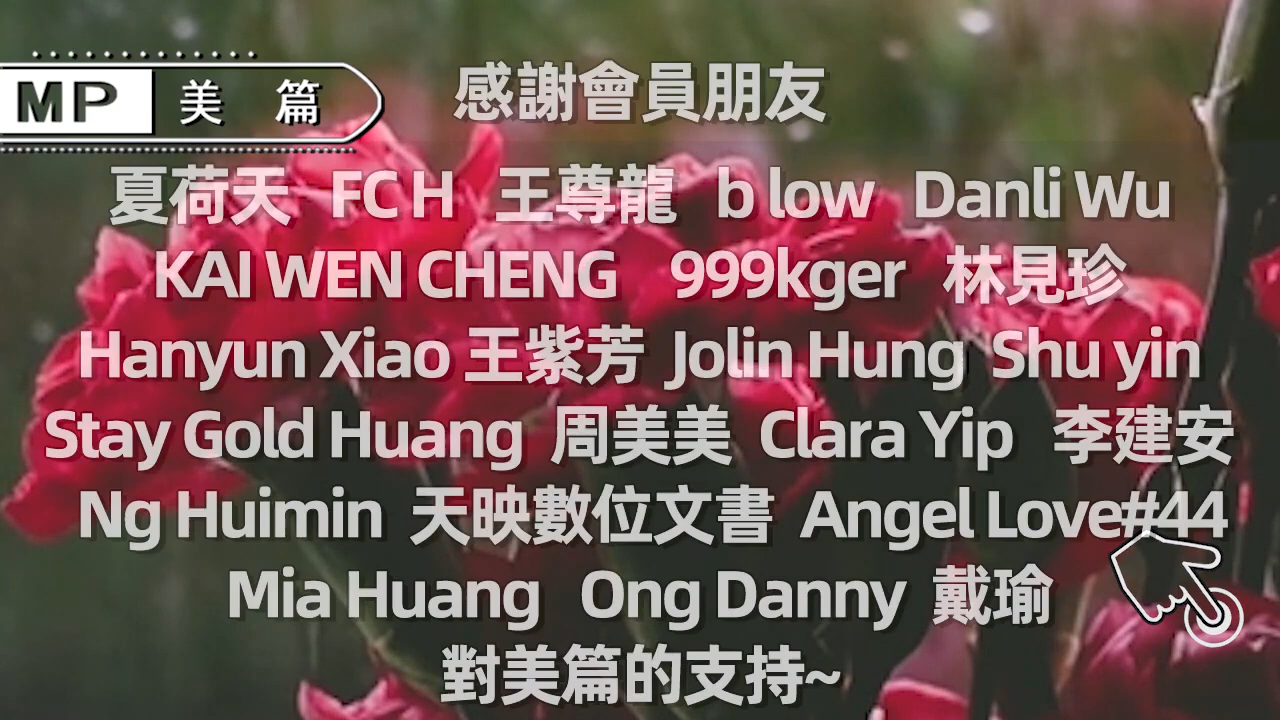 MP 美篇
感謝會員朋友
夏荷天 FC H 王尊龍 b low Danli Wu
KAI WEN CHENG 999kger 林見珍
Hanyun Xiao 王紫芳 Jolin Hung Shu yin
Stay Gold Huang 周美美 Clara Yip 李建安
Ng Huimin 天映數位文書 Angel Love#44
Mia Huang Ong Danny 戴瑜
對美篇的支持~